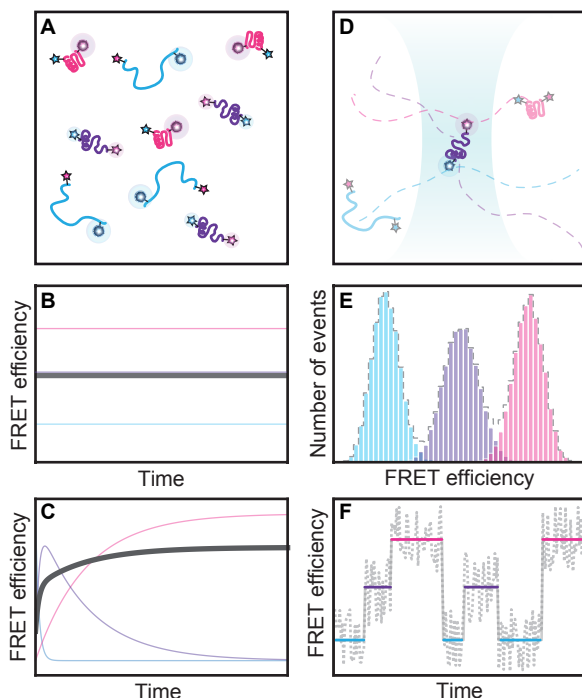 A
D
B
FRET efficiency
Time
E
Number of events
FRET efficiency
C
FRET efficiency
Time
F
FRET efficiency
Time